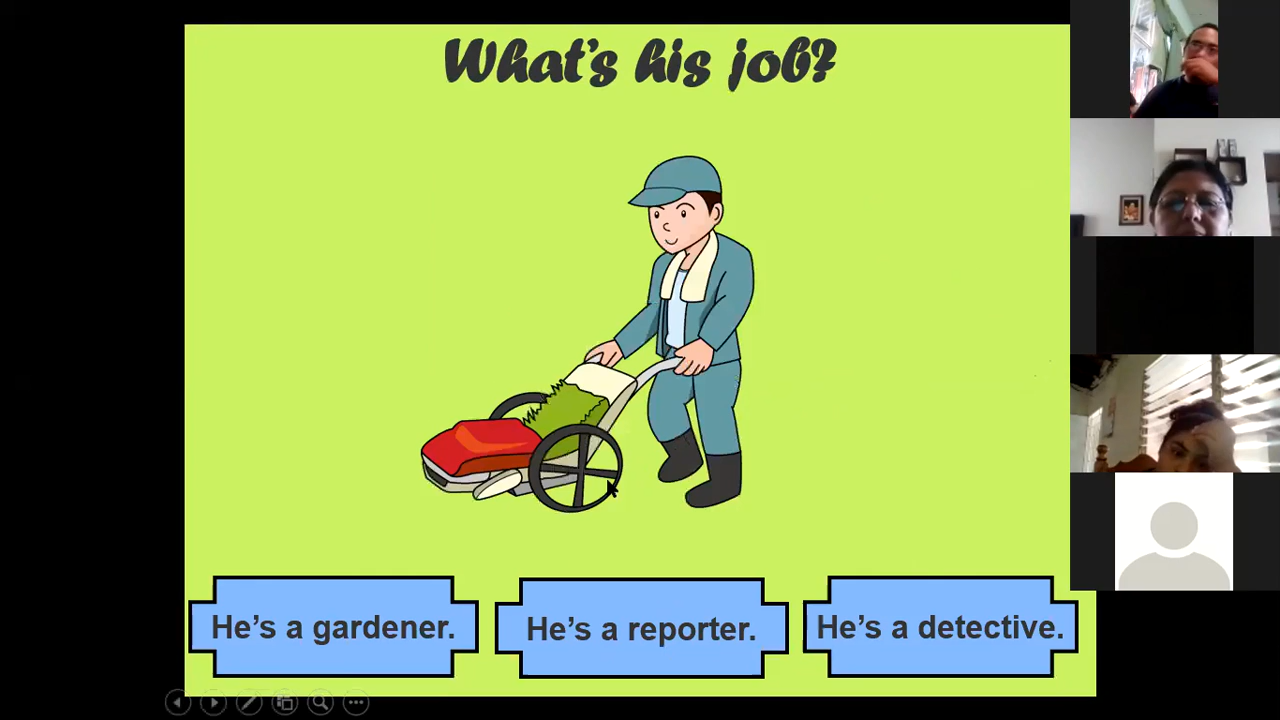 What's his job?
He's a gardener.
He's a reporter.
He's a detective.